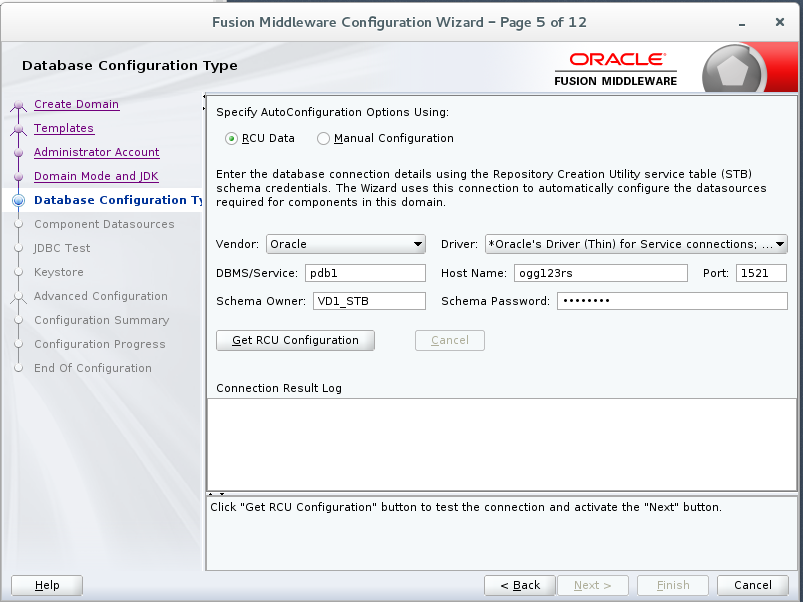 Fusion Middleware Configuration Wizard – Page 5 of 12
Database Configuration Type
ORACLE
FUSION MIDDLEWARE
Create Domain
Templates
Administrator Account
Domain Mode and JDK
Database Configuration Ty
Component Datasources
JDBC Test
Keystore
Advanced Configuration
Configuration Summary
Configuration Progress
End Of Configuration
Specify AutoConfiguration Options Using:
RCU Data Manual Configuration
Enter the database connection details using the Repository Creation Utility service table (STB)
schema credentials. The Wizard uses this connection to automatically configure the datasources
required for components in this domain.
Vendor: Oracle Driver: *Oracle's Driver (Thin) for Service connections; ...
DBMS/Service: pdb1 Host Name: ogg123rs Port: 1521
Schema Owner: VD1_STB Schema Password: ••••••••
Get RCU Configuration Cancel
Connection Result Log
Click "Get RCU Configuration" button to test the connection and activate the "Next" button.
Help < Back Next > Finish Cancel